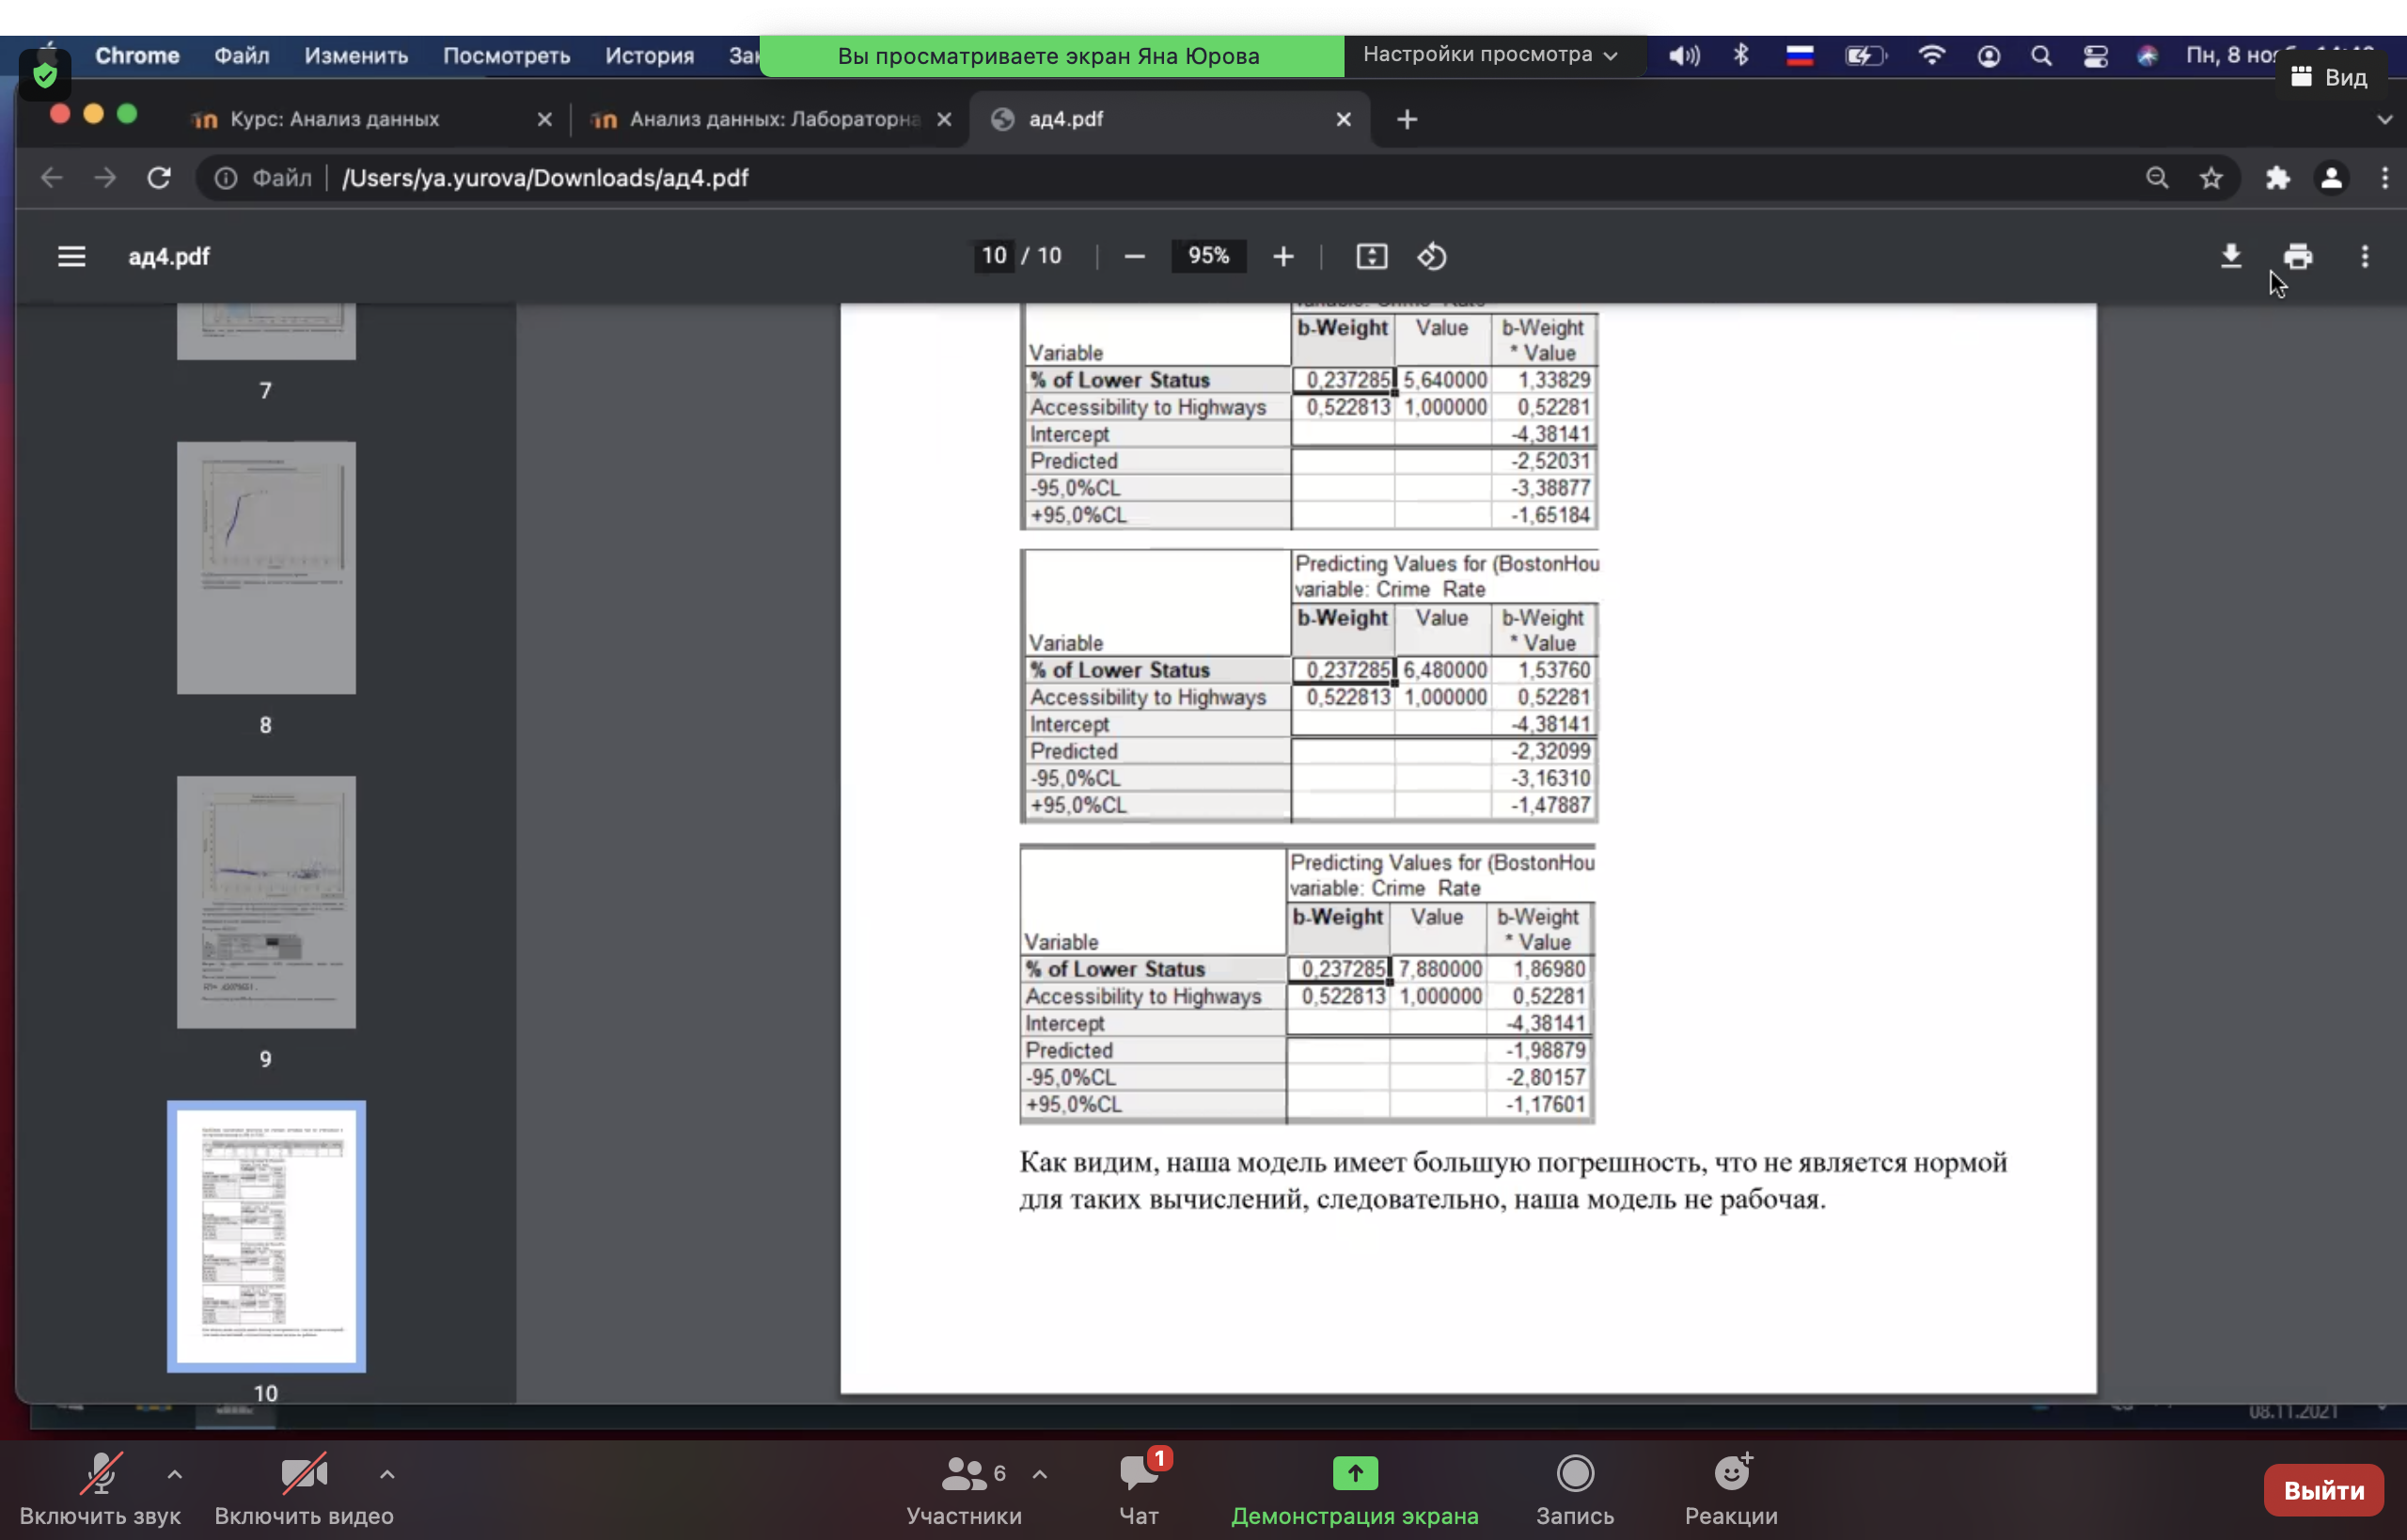 Chrome Файл Изменить Посмотреть История
Вы просматриваете экран Яна Юрова
Настройки просмотра
Пн, 8
Вид
Курс: Анализ данных
Анализ данных: Лабораторна
ад4.pdf
Файл
/Users/ya.yurova/Downloads/ад4.pdf
ад4.pdf
10 / 10
95%
7
8
9
10
b-Weight Value b-Weight
Variable * Value
% of Lower Status 0,237285 5,640000 1,33829
Accessibility to Highways 0,522813 1,000000 0,52281
Intercept -4,38141
Predicted -2,52031
-95,0%CL -3,38877
+95,0%CL -1,65184
Predicting Values for (BostonHou
variable: Crime Rate
b-Weight Value b-Weight
Variable * Value
% of Lower Status 0,237285 6,480000 1,53760
Accessibility to Highways 0,522813 1,000000 0,52281
Intercept -4,38141
Predicted -2,32099
-95,0%CL -3,16310
+95,0%CL -1,47887
Predicting Values for (BostonHou
variable: Crime Rate
b-Weight Value b-Weight
Variable * Value
% of Lower Status 0,237285 7,880000 1,86980
Accessibility to Highways 0,522813 1,000000 0,52281
Intercept -4,38141
Predicted -1,98879
-95,0%CL -2,80157
+95,0%CL -1,17601
Как видим, наша модель имеет большую погрешность, что не является нормой
для таких вычислений, следовательно, наша модель не рабочая.
08.11.2021
Включить звук
Включить видео
6
Участники
1
Чат
Демонстрация экрана
Запись
Реакции
Выйти